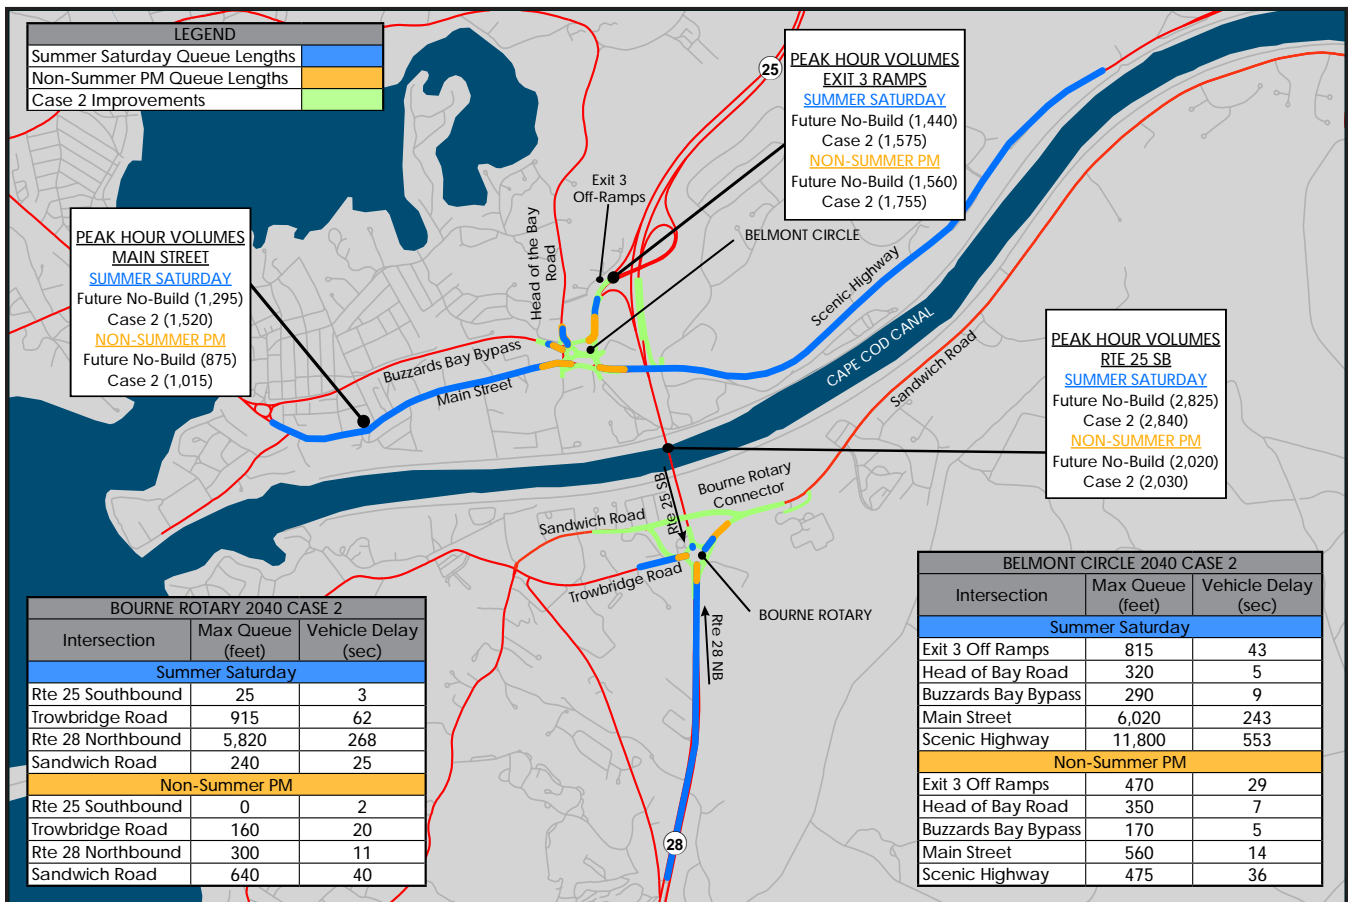 LEGEND
Summer Saturday Queue Lengths
Non-Summer PM Queue Lengths
Case 2 Improvements
25
PEAK HOUR VOLUMES
EXIT 3 RAMPS
SUMMER SATURDAY
Future No-Build (1,440)
Case 2 (1,575)
NON-SUMMER PM
Future No-Build (1,560)
Case 2 (1,755)
Exit 3
Off-Ramps
BELMONT CIRCLE
Head of the Bay
Road
PEAK HOUR VOLUMES
MAIN STREET
SUMMER SATURDAY
Future No-Build (1,295)
Case 2 (1,520)
NON-SUMMER PM
Future No-Build (875)
Case 2 (1,015)
Scenic Highway
CAPE COD CANAL
Sandwich Road
Buzzards Bay Bypass
Main Street
PEAK HOUR VOLUMES
RTE 25 SB
SUMMER SATURDAY
Future No-Build (2,825)
Case 2 (2,840)
NON-SUMMER PM
Future No-Build (2,020)
Case 2 (2,030)
Rte 25 SB
Bourne Rotary
Connector
Sandwich Road
Trowbridge Road
BOURNE ROTARY
Rte 28 NB
28
BOURNE ROTARY 2040 CASE 2
Intersection Max Queue (feet) Vehicle Delay (sec)
Summer Saturday
Rte 25 Southbound 25 3
Trowbridge Road 915 62
Rte 28 Northbound 5,820 268
Sandwich Road 240 25
Non-Summer PM
Rte 25 Southbound 0 2
Trowbridge Road 160 20
Rte 28 Northbound 300 11
Sandwich Road 640 40
BELMONT CIRCLE 2040 CASE 2
Intersection Max Queue (feet) Vehicle Delay (sec)
Summer Saturday
Exit 3 Off Ramps 815 43
Head of Bay Road 320 5
Buzzards Bay Bypass 290 9
Main Street 6,020 243
Scenic Highway 11,800 553
Non-Summer PM
Exit 3 Off Ramps 470 29
Head of Bay Road 350 7
Buzzards Bay Bypass 170 5
Main Street 560 14
Scenic Highway 475 36